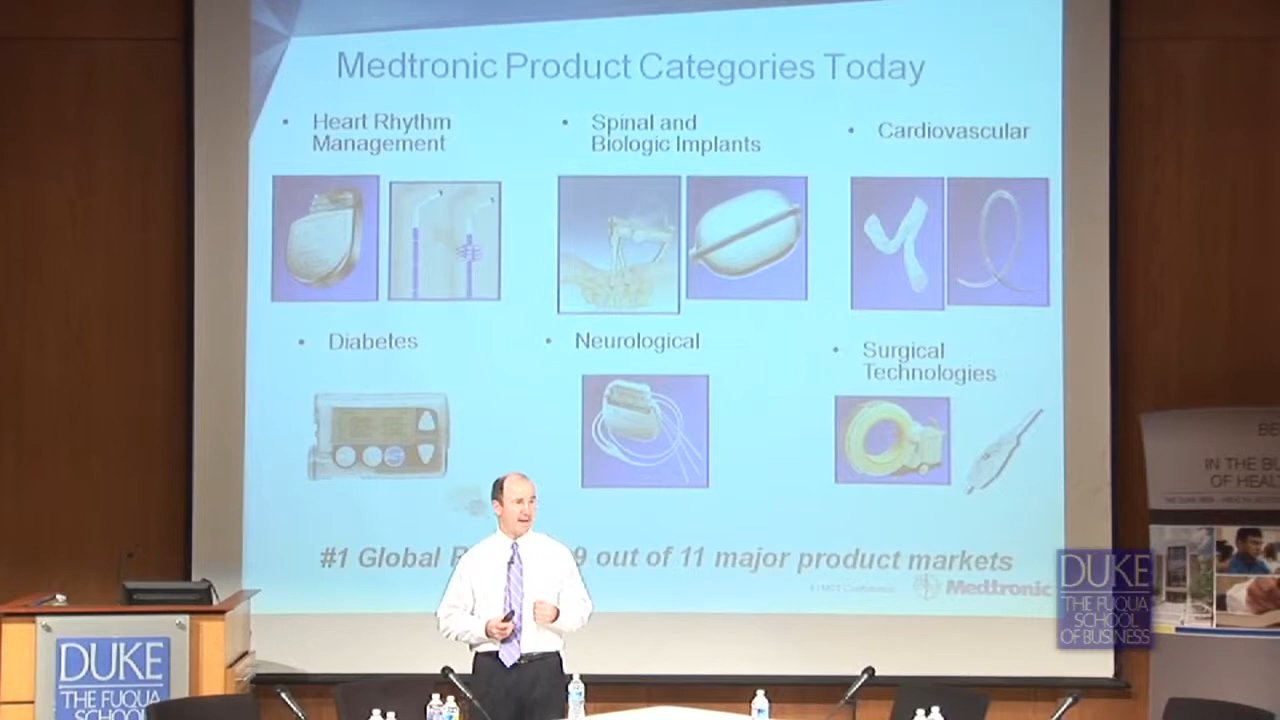 Medtronic Product Categories Today
• Heart Rhythm
Management
• Spinal and
Biologic Implants
• Cardiovascular
• Diabetes
• Neurological
• Surgical
Technologies
#1 Global 9 out of 11 major product markets
Medtronic
DUKE
THE FUQUA
SCHOOL
OF BUSINESS
DUKE
THE FUQUA
SCHOOL
BE
IN THE
OF HEAL